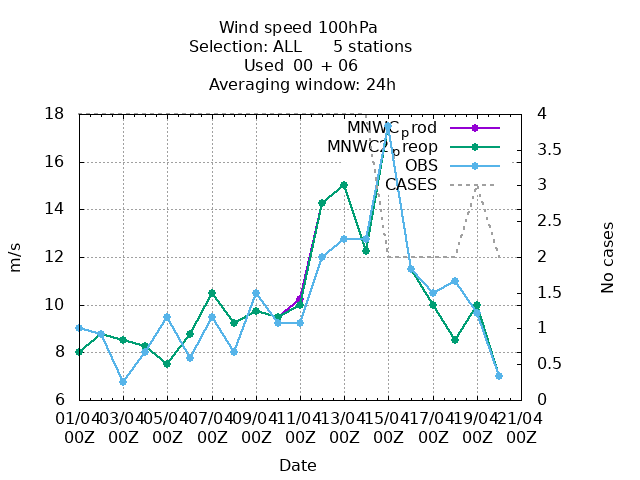 Wind speed 100hPa
Selection: ALL 5 stations
Used 00 + 06
Averaging window: 24h
18
16
14
12
10
8
6
m/s
4
3.5
3
2.5
2
1.5
1
0.5
0
No cases
MNWC_prod
MNWC2_preop
OBS
CASES
01/04 03/04 05/04 07/04 09/04 11/04 13/04 15/04 17/04 19/04 21/04
00Z 00Z 00Z 00Z 00Z 00Z 00Z 00Z 00Z 00Z 00Z
Date